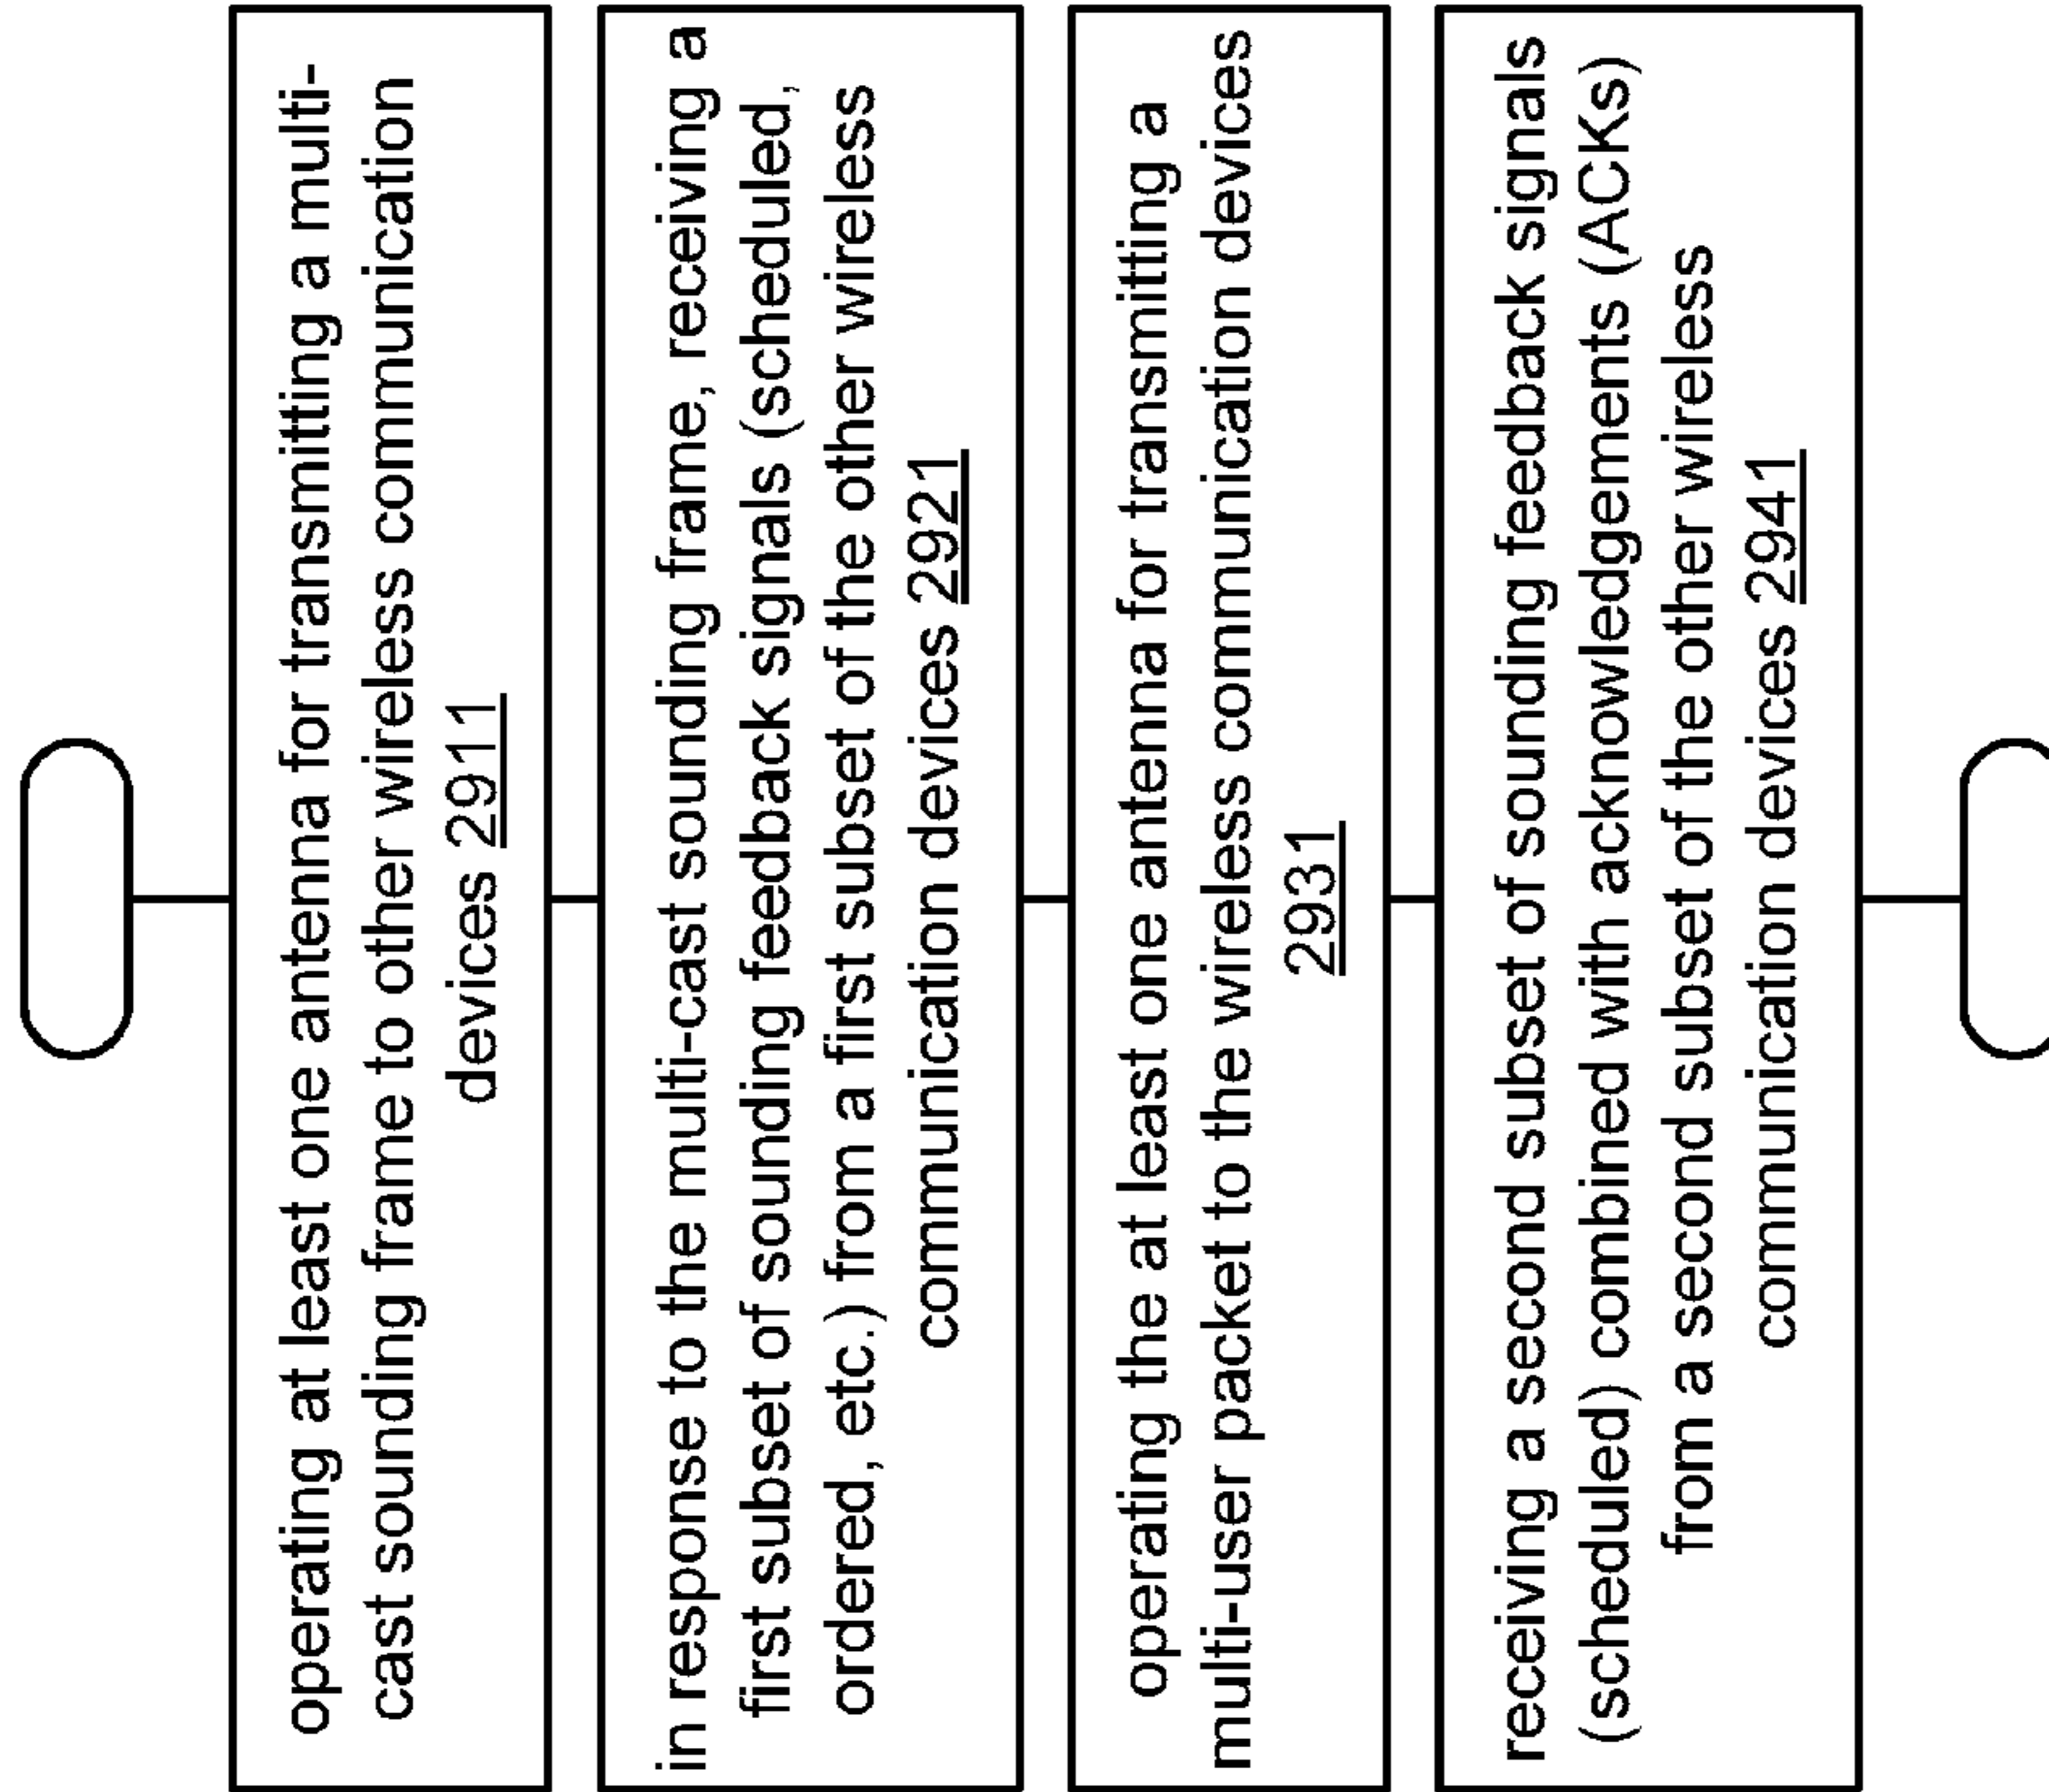 operating at least one antenna for transmitting a multi-
cast sounding frame to other wireless communication
devices 2911
in response to the multi-cast sounding frame, receiving a
first subset of sounding feedback signals (scheduled,
ordered, etc.) from a first subset of the other wireless
communication devices 2921
operating the at least one antenna for transmitting a
multi-user packet to the wireless communication devices
2931
receiving a second subset of sounding feedback signals
(scheduled) combined with acknowledgements (ACKs)
from a second subset of the other wireless
communication devices 2941